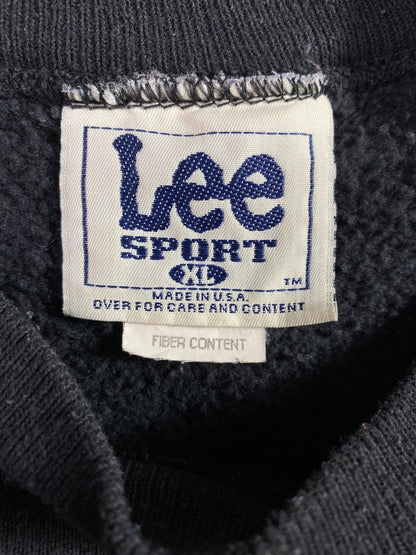 Lee
SPORT
XL
TM
MADE IN U.S.A.
OVER FOR CARE AND CONTENT
FIBER CONTENT